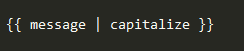 {{ message | capitalize }}